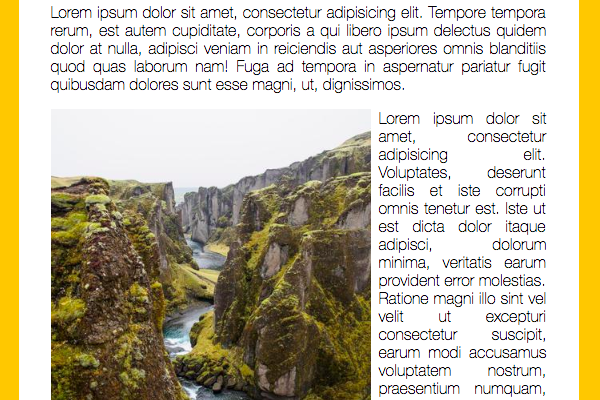 Lorem ipsum dolor sit amet, consectetur adipisicing elit. Tempore tempora
rerum, est autem cupiditate, corporis a qui libero ipsum delectus quidem
dolor at nulla, adipisci veniam in reiciendis aut asperiores omnis blanditiis
quod quas laborum nam! Fuga ad tempora in aspernatur pariatur fugit
quibusdam dolores sunt esse magni, ut, dignissimos.
Lorem ipsum dolor sit
amet, consectetur
adipisicing elit.
Voluptates, deserunt
facilis et iste corrupti
omnis tenetur est. Iste ut
est dicta dolor itaque
adipisci, dolorum
minima, veritatis earum
provident error molestias.
Ratione magni illo sint vel
velit ut excepturi
consectetur suscipit,
earum modi accusamus
voluptatem nostrum,
praesentium numquam,